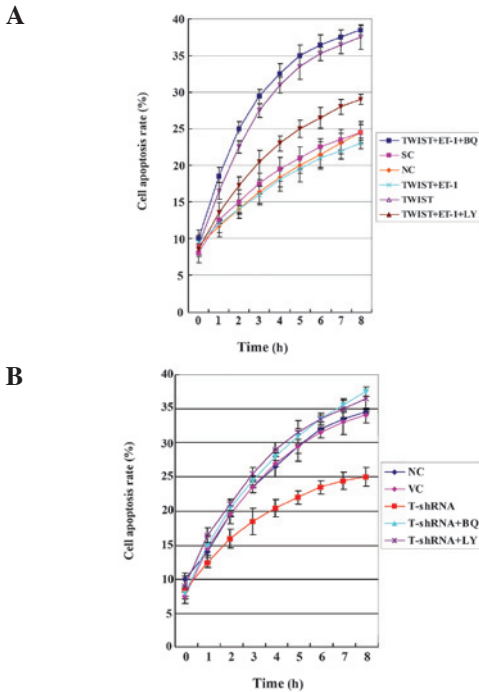 A
40
35
30
25
20
15
10
5
0
Cell apoptosis rate (%)
0 1 2 3 4 5 6 7 8
Time (h)
TWIST+ET-1+BQ
SC
NC
TWIST+ET-1
TWIST
TWIST+ET-1+LY
B
40
35
30
25
20
15
10
5
0
Cell apoptosis rate (%)
0 1 2 3 4 5 6 7 8
Time (h)
NC
VC
T-shRNA
T-shRNA+BQ
T-shRNA+LY